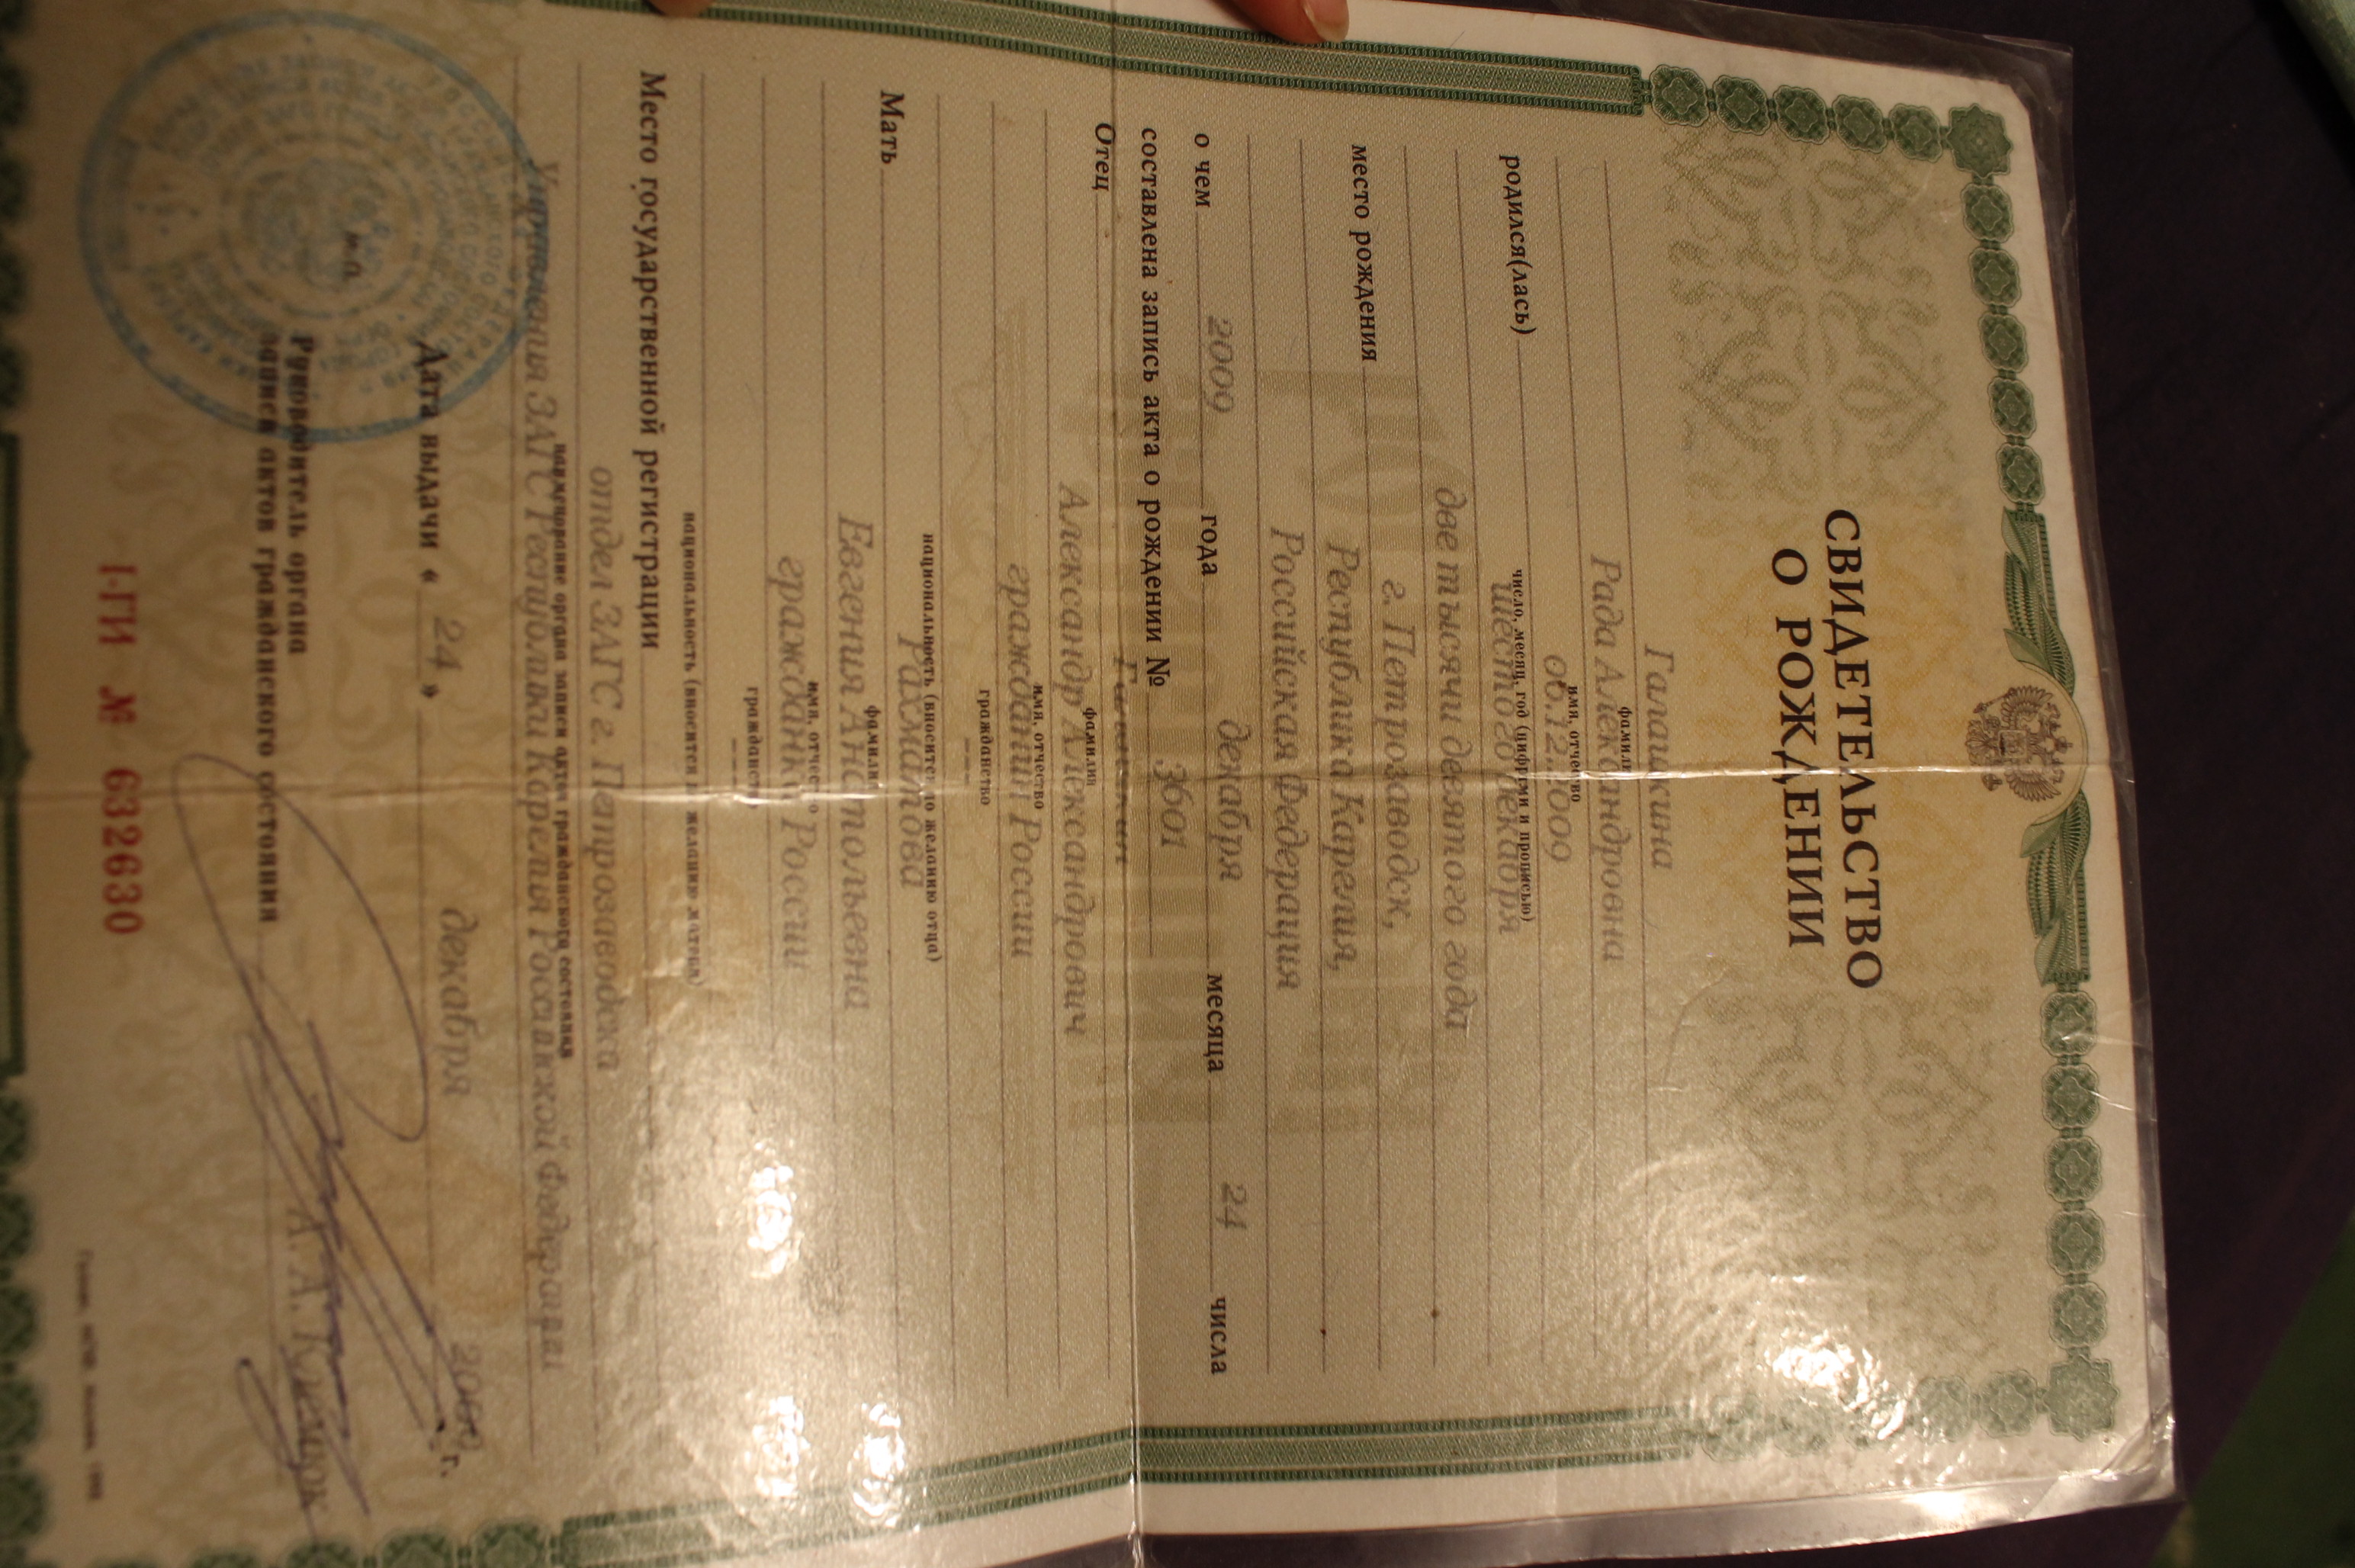 СВИДЕТЕЛЬСТВО
О РОЖДЕНИИ
Галашкина
фамилия
Рада Александровна
имя, отчество
родился(лась) 06.12.2009
число, месяц, год (цифрами и прописью)
шестого декабря
две тысячи девятого года
место рождения г. Петрозаводск,
Республика Карелия,
Российская Федерация
о чем 2009 года декабря месяца 24 числа
составлена запись акта о рождении № 3601
Отец Галашкин
фамилия
Александр Александрович
имя, отчество
гражданин России
гражданство
национальность (вносится по желанию отца)
Мать Рахматова
фамилия
Евгения Анатольевна
имя, отчество
гражданка России
гражданство
национальность (вносится по желанию матери)
Место государственной регистрации
отдел ЗАГС г. Петрозаводска
наименование органа записи актов гражданского состояния
Управления ЗАГС Республики Карелия Российской Федерации
Дата выдачи « 24 » декабря 2009 г.
М.П.
Руководитель органа
записи актов гражданского состояния А. А.
I-ГИ № 632630